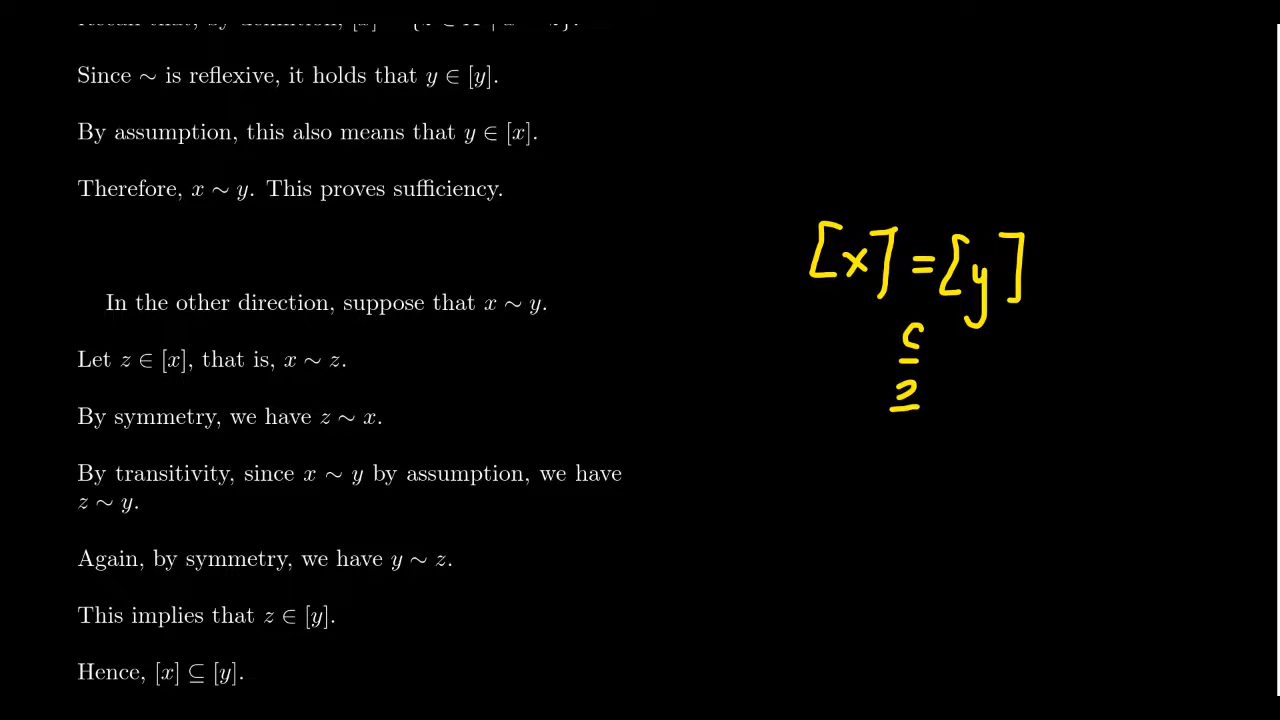 Since ∼ is reflexive, it holds that y ∈ [y].
By assumption, this also means that y ∈ [x].
Therefore, x ∼ y. This proves sufficiency.
[x] = [y]
⊆
⊇
In the other direction, suppose that x ∼ y.
Let z ∈ [x], that is, x ∼ z.
By symmetry, we have z ∼ x.
By transitivity, since x ∼ y by assumption, we have
z ∼ y.
Again, by symmetry, we have y ∼ z.
This implies that z ∈ [y].
Hence, [x] ⊆ [y].